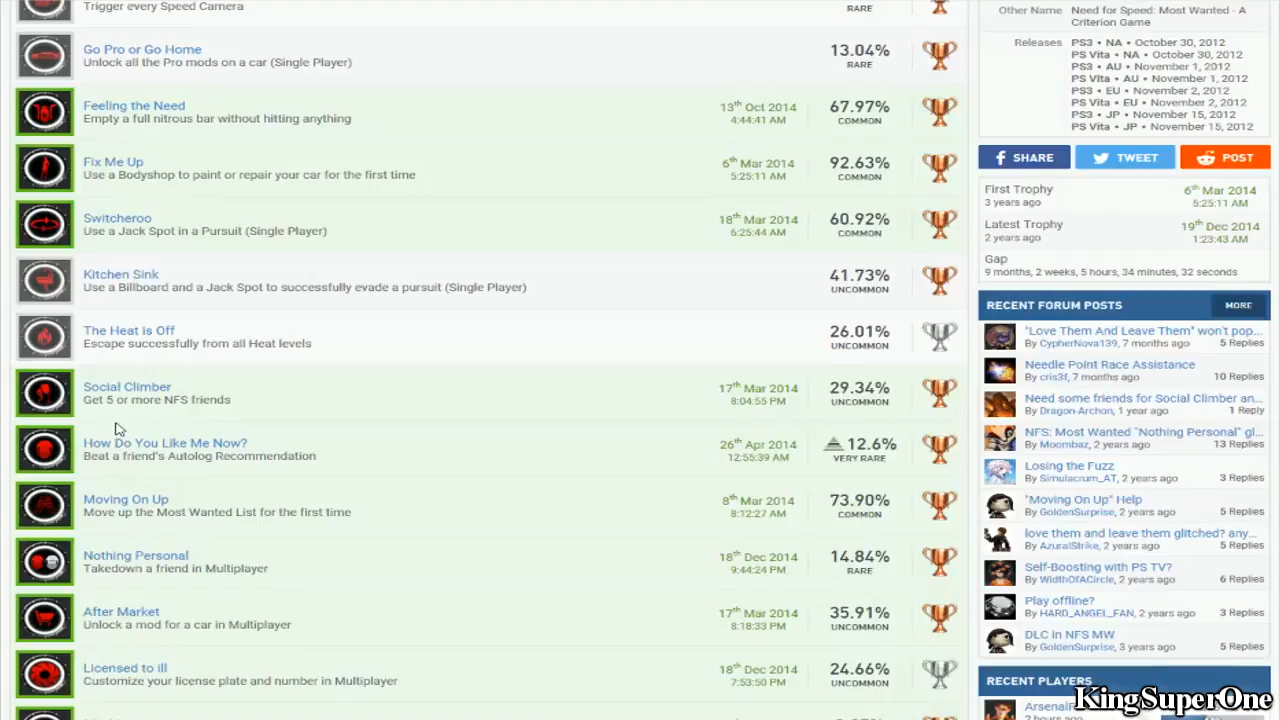 Trigger every Speed Camera
RARE
Go Pro or Go Home
Unlock all the Pro mods on a car (Single Player)
13.04%
RARE
Feeling the Need
Empty a full nitrous bar without hitting anything
13th Oct 2014
4:44:41 AM
67.97%
COMMON
Fix Me Up
Use a Bodyshop to paint or repair your car for the first time
6th Mar 2014
5:25:11 AM
92.63%
COMMON
Switcheroo
Use a Jack Spot in a Pursuit (Single Player)
18th Mar 2014
6:25:44 AM
60.92%
COMMON
Kitchen Sink
Use a Billboard and a Jack Spot to successfully evade a pursuit (Single Player)
41.73%
UNCOMMON
The Heat is Off
Escape successfully from all Heat levels
26.01%
UNCOMMON
Social Climber
Get 5 or more NFS friends
17th Mar 2014
8:04:55 PM
29.34%
UNCOMMON
How Do You Like Me Now?
Beat a friend's Autolog Recommendation
26th Apr 2014
12:55:39 AM
12.6%
VERY RARE
Moving On Up
Move up the Most Wanted List for the first time
8th Mar 2014
8:12:27 AM
73.90%
COMMON
Nothing Personal
Takedown a friend in Multiplayer
18th Dec 2014
9:44:24 PM
14.84%
RARE
After Market
Unlock a mod for a car in Multiplayer
17th Mar 2014
8:18:33 PM
35.91%
UNCOMMON
Licensed to ill
Customize your license plate and number in Multiplayer
18th Dec 2014
7:53:50 PM
24.66%
UNCOMMON
Other Name Need for Speed: Most Wanted - A
Criterion Game
Releases PS3 • NA • October 30, 2012
PS Vita • NA • October 30, 2012
PS3 • AU • November 1, 2012
PS Vita • AU • November 1, 2012
PS3 • EU • November 2, 2012
PS Vita • EU • November 2, 2012
PS3 • JP • November 15, 2012
PS Vita • JP • November 15, 2012
SHARE TWEET POST
First Trophy 6th Mar 2014
3 years ago 5:25:11 AM
Latest Trophy 19th Dec 2014
2 years ago 1:23:43 AM
Gap
9 months, 2 weeks, 5 hours, 34 minutes, 32 seconds
RECENT FORUM POSTS MORE
"Love Them And Leave Them" won't pop...
By CypherNova139, 7 months ago 5 Replies
Needle Point Race Assistance
By cris3f, 7 months ago 10 Replies
Need some friends for Social Climber an...
By Dragon-Archon, 1 year ago 1 Reply
NFS: Most Wanted "Nothing Personal" gl...
By Moombaz, 2 years ago 13 Replies
Losing the Fuzz
By Simulacrum_AT, 2 years ago 3 Replies
"Moving On Up" Help
By GoldenSurprise, 2 years ago 5 Replies
love them and leave them glitched? any...
By AzuralStrike, 2 years ago 5 Replies
Self-Boosting with PS TV?
By WidthOfACircle, 2 years ago 6 Replies
Play offline?
By HARD_ANGEL_FAN, 2 years ago 3 Replies
DLC in NFS MW
By GoldenSurprise, 3 years ago 5 Replies
RECENT PLAYERS
KingSuperOne